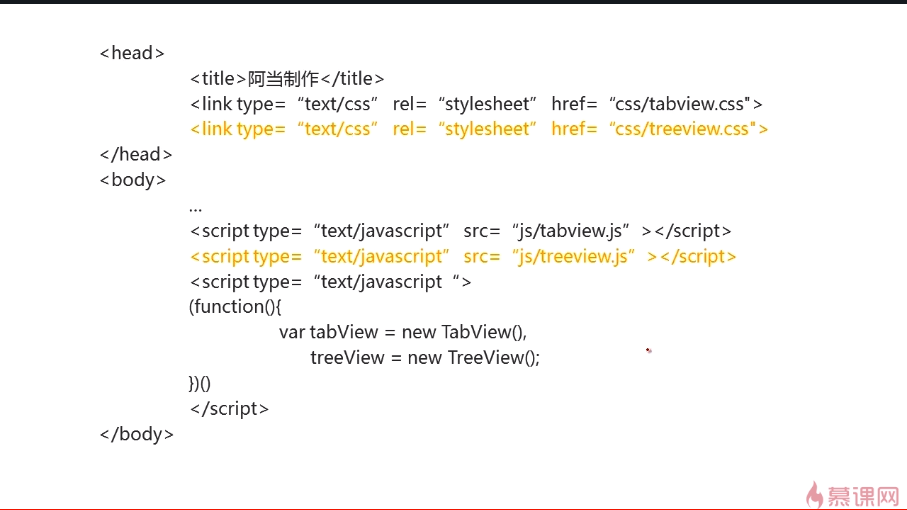 <head>
<title>阿当制作</title>
<link type= “text/css” rel= “stylesheet” href= “css/tabview.css">
<link type= “text/css” rel= “stylesheet” href= “css/treeview.css">
</head>
<body>
...
<script type= “text/javascript” src= “js/tabview.js” ></script>
<script type= “text/javascript” src= “js/treeview.js” ></script>
<script type= “text/javascript “>
(function(){
var tabView = new TabView(),
treeView = new TreeView();
})()
</script>
</body>
慕课网